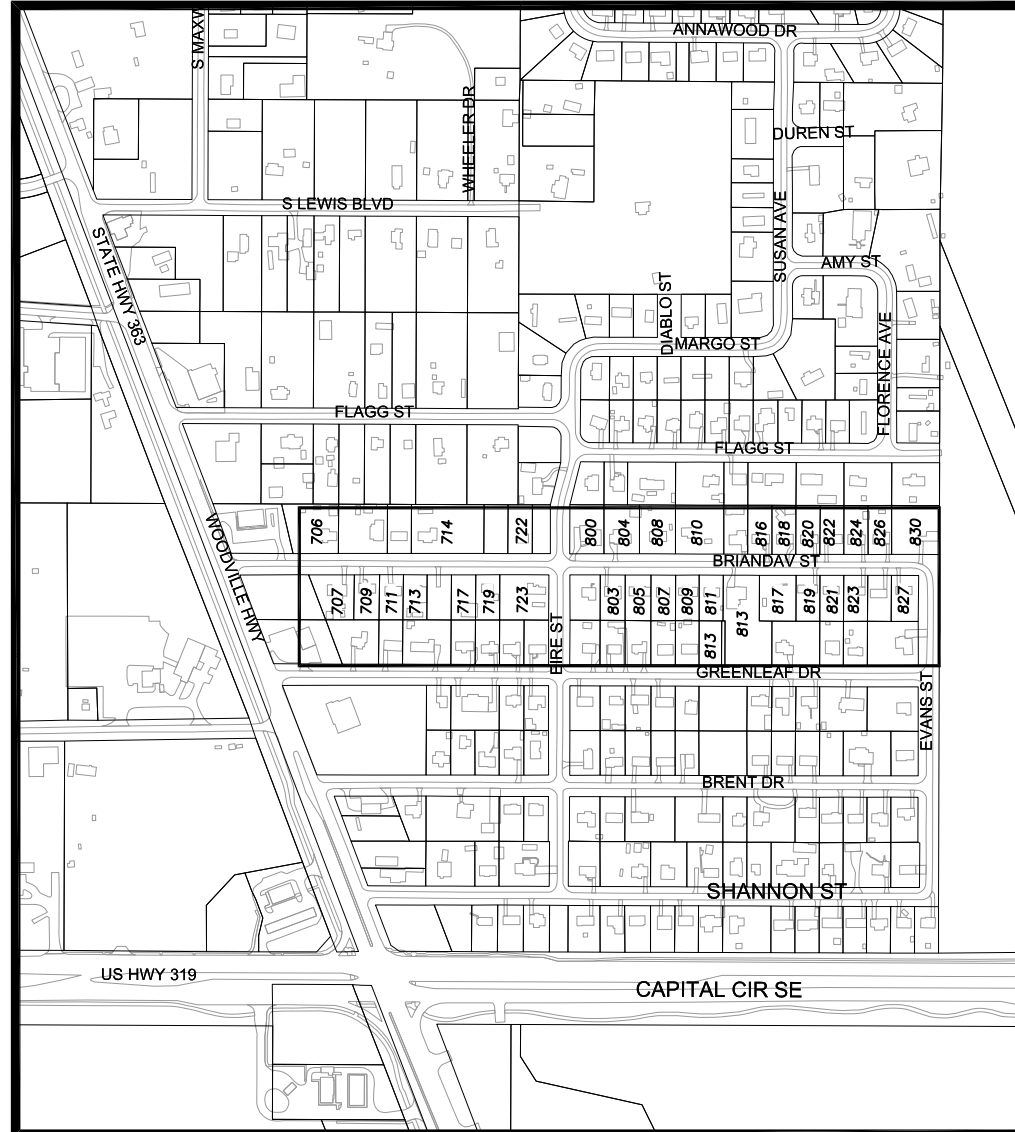 S MAXW
ANNAWOOD DR
WHEELER DR
DUREN ST
S LEWIS BLVD
SUSAN AVE
STATE HWY 363
AMY ST
DIABLO ST
MARGO ST
FLORENCE AVE
FLAGG ST
FLAGG ST
WOODVILLE HWY
706
714
722
800
804
808
810
816
818
820
822
824
826
830
BRIANDAV ST
707
709
711
713
717
719
723
803
805
807
809
811
813
817
819
821
823
827
813
EIRE ST
GREENLEAF DR
EVANS ST
BRENT DR
SHANNON ST
US HWY 319
CAPITAL CIR SE